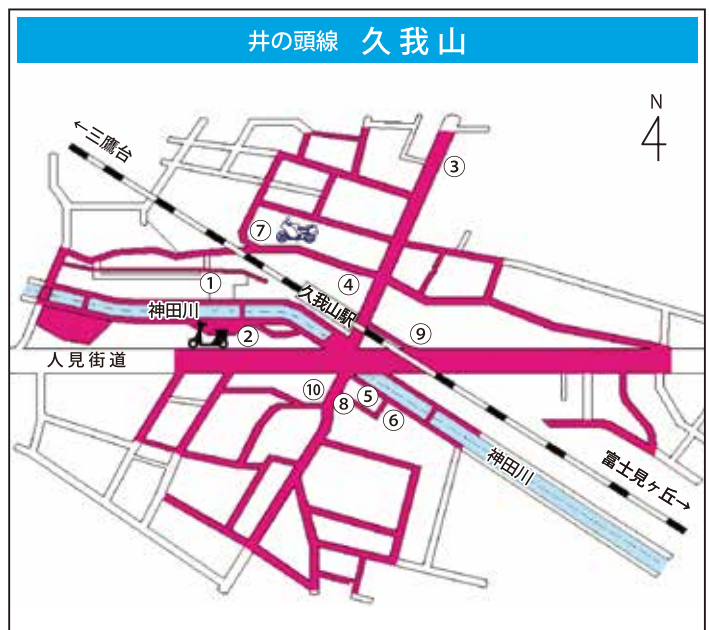 井の頭線 久我山
N
←三鷹台
③
⑦
①
④
久我山駅
神田川
②
⑨
人見街道
⑩
⑧
⑤
⑥
神田川
富士見ヶ丘→